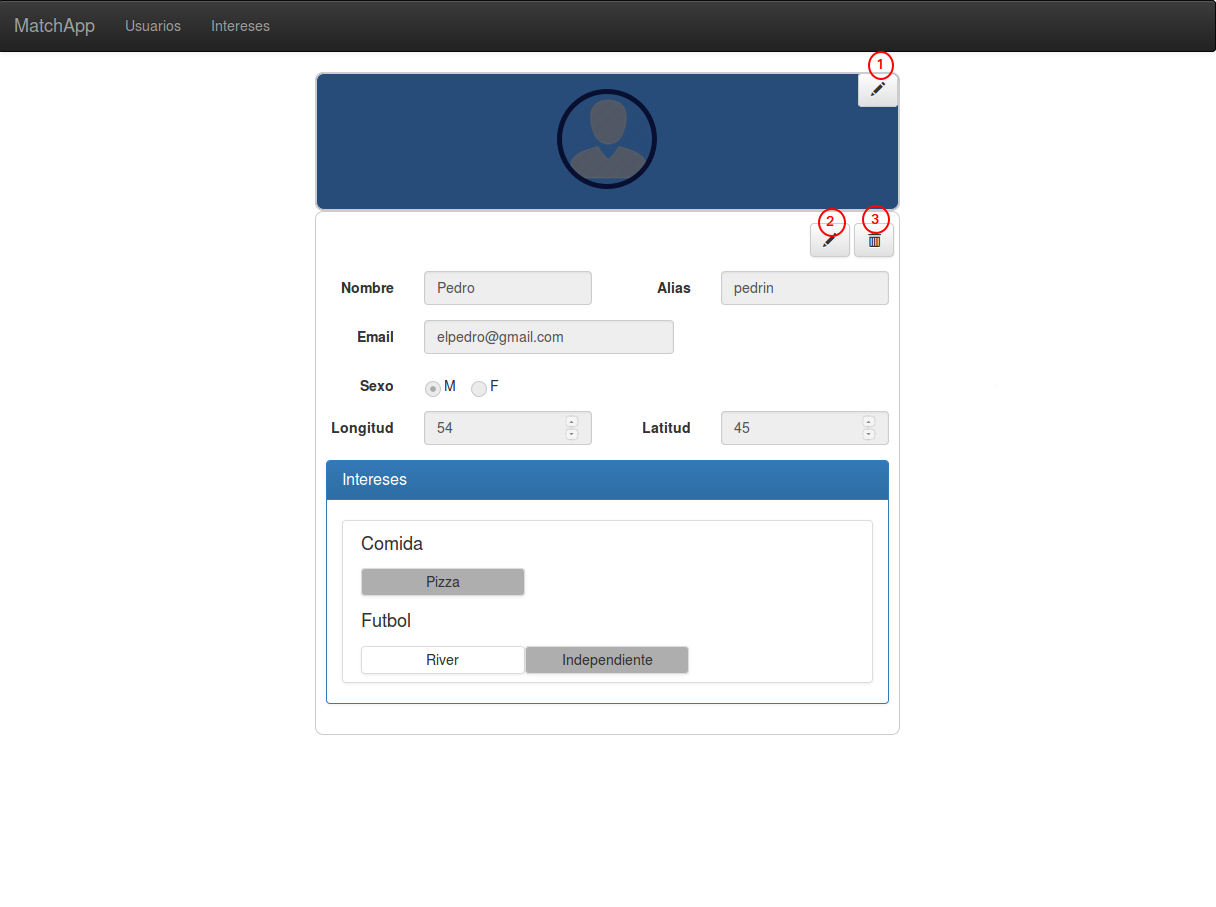 MatchApp Usuarios Intereses
1
2 3
Nombre Pedro Alias pedrin
Email elpedro@gmail.com
Sexo M F
Longitud 54 Latitud 45
Intereses
Comida
Pizza
Futbol
River Independiente